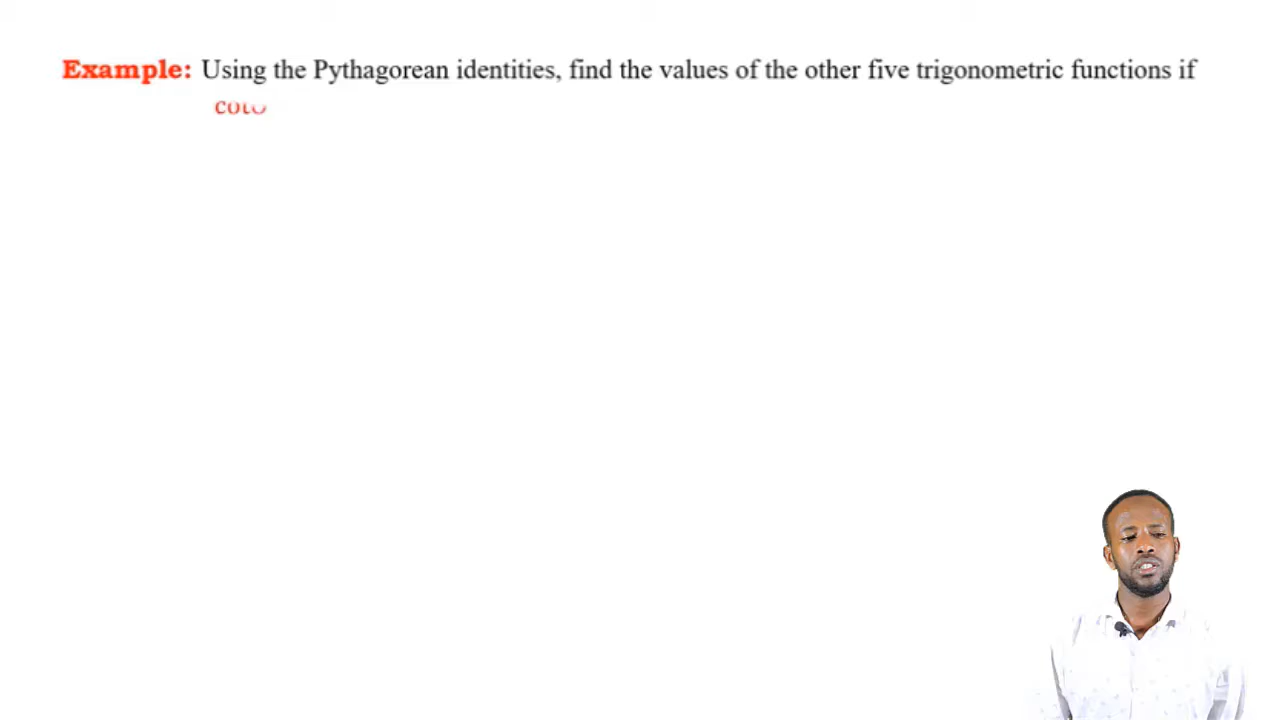 Example: Using the Pythagorean identities, find the values of the other five trigonometric functions if